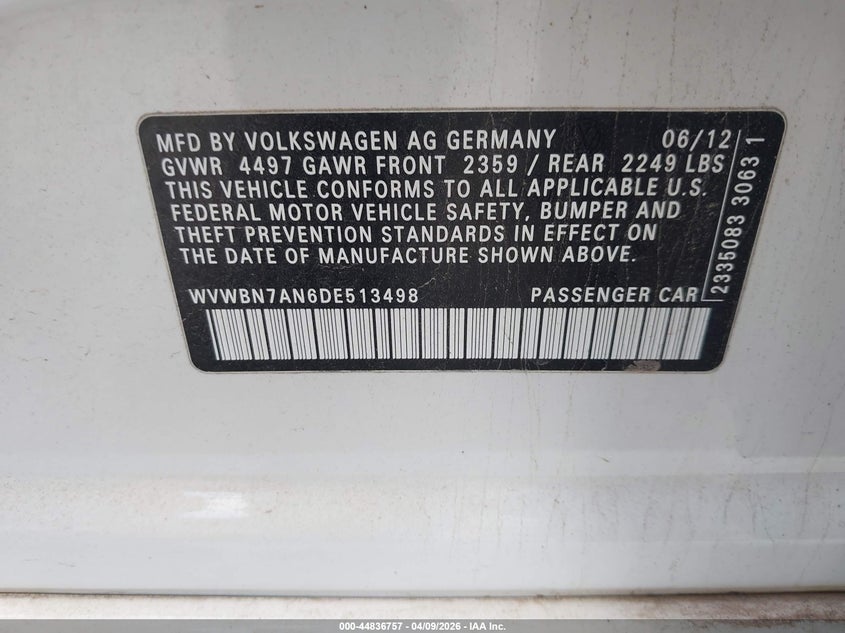 MFD BY VOLKSWAGEN AG GERMANY 06/12
GVWR 4497 GAWR FRONT 2359 / REAR 2249 LBS
THIS VEHICLE CONFORMS TO ALL APPLICABLE U.S.
FEDERAL MOTOR VEHICLE SAFETY, BUMPER AND
THEFT PREVENTION STANDARDS IN EFFECT ON
THE DATE OF MANUFACTURE SHOWN ABOVE.
WVWBN7AN6DE513498 PASSENGER CAR
2335083 3063 1
000-44836757 - 04/09/2026 - IAA Inc.